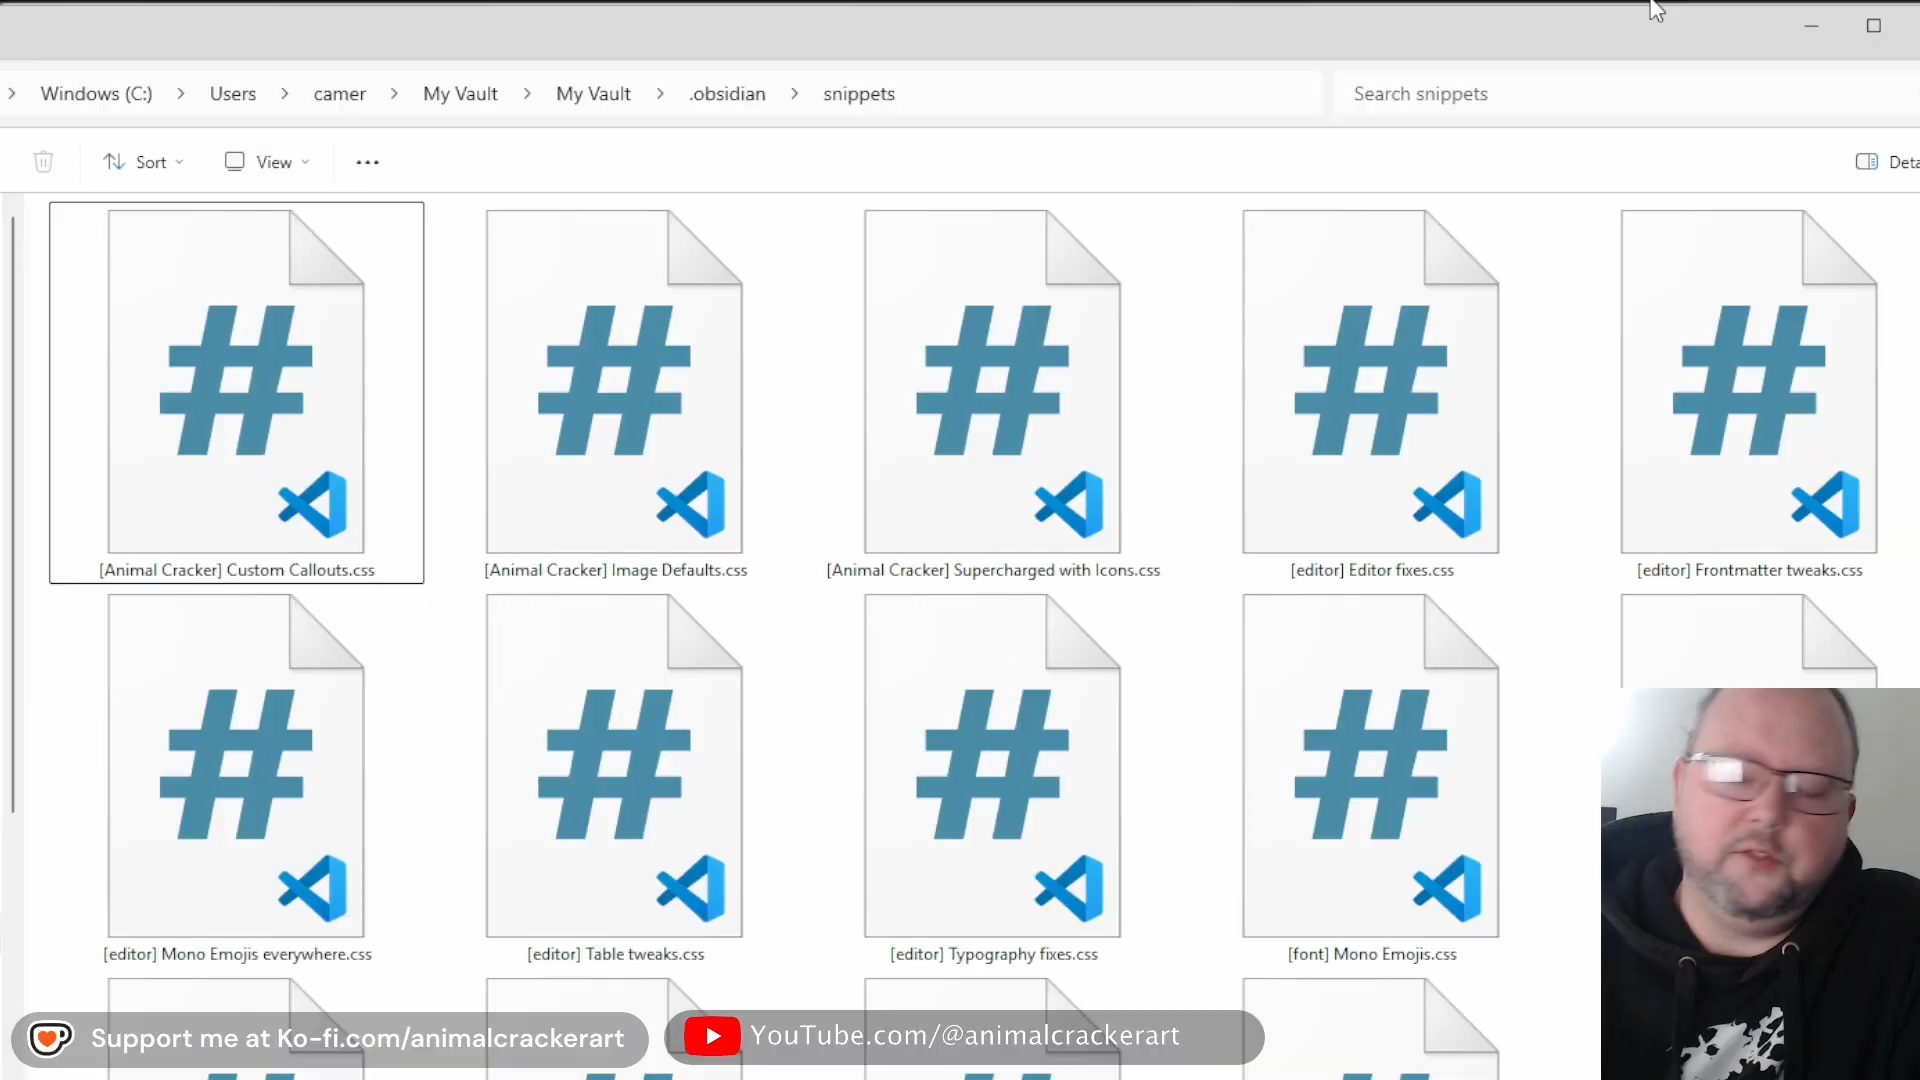 Windows (C:) > Users > camer > My Vault > My Vault > .obsidian > snippets
Search snippets
Sort
View
...
[Animal Cracker] Custom Callouts.css
[Animal Cracker] Image Defaults.css
[Animal Cracker] Supercharged with Icons.css
[editor] Editor fixes.css
[editor] Frontmatter tweaks.css
[editor] Mono Emojis everywhere.css
[editor] Table tweaks.css
[editor] Typography fixes.css
[font] Mono Emojis.css
Support me at Ko-fi.com/animalcrackerart
YouTube.com/@animalcrackerart